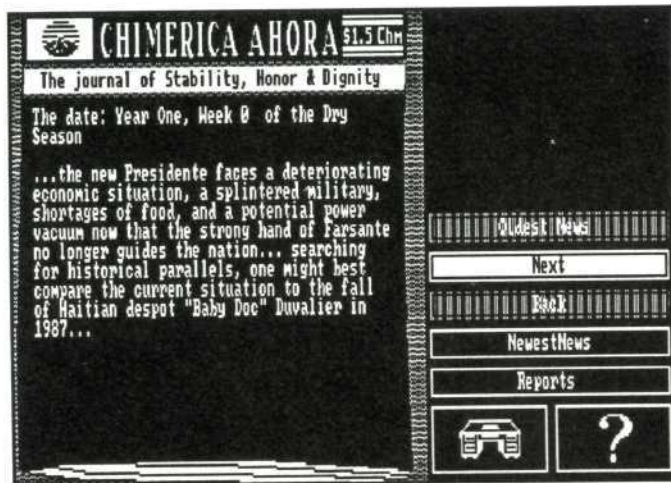 CHIMERICA AHORA $1.5 Chm
The journal of Stability, Honor & Dignity
The date: Year One, Week 0 of the Dry
Season
...the new Presidente faces a deteriorating
economic situation, a splintered military,
shortages of food, and a potential power
vacuum now that the strong hand of Farsante
no longer guides the nation... searching
for historical parallels, one might best
compare the current situation to the fall
of Haitian despot "Baby Doc" Duvalier in
1987...
Oldest News
Next
Back
NewestNews
Reports
?